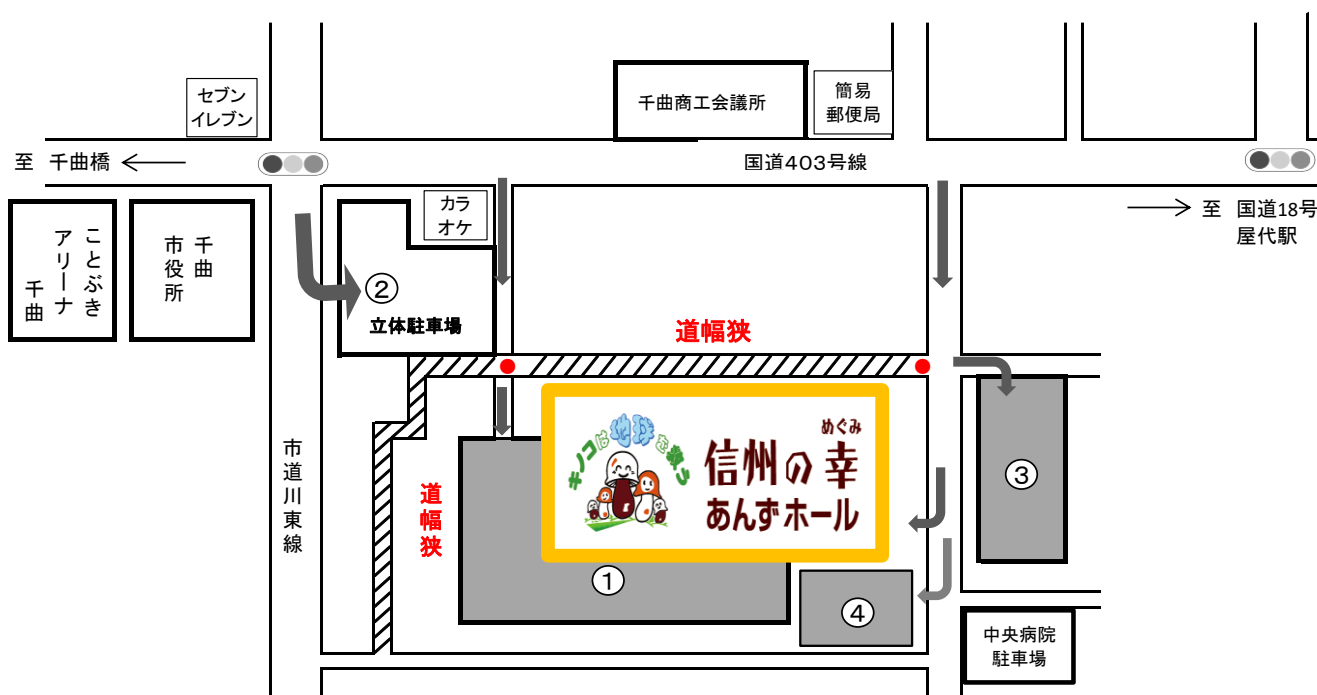 セブン
イレブン
千曲商工会議所
簡易
郵便局
至 千曲橋 ←
国道403号線
→ 至 国道18号
屋代駅
ことぶき
アリーナ
千曲
千曲
市役所
カラ
オケ
②
立体駐車場
道幅狭
道幅狭
市道川東線
キノコは地球を救う
めぐみ
信州の幸
あんずホール
①
③
④
中央病院
駐車場